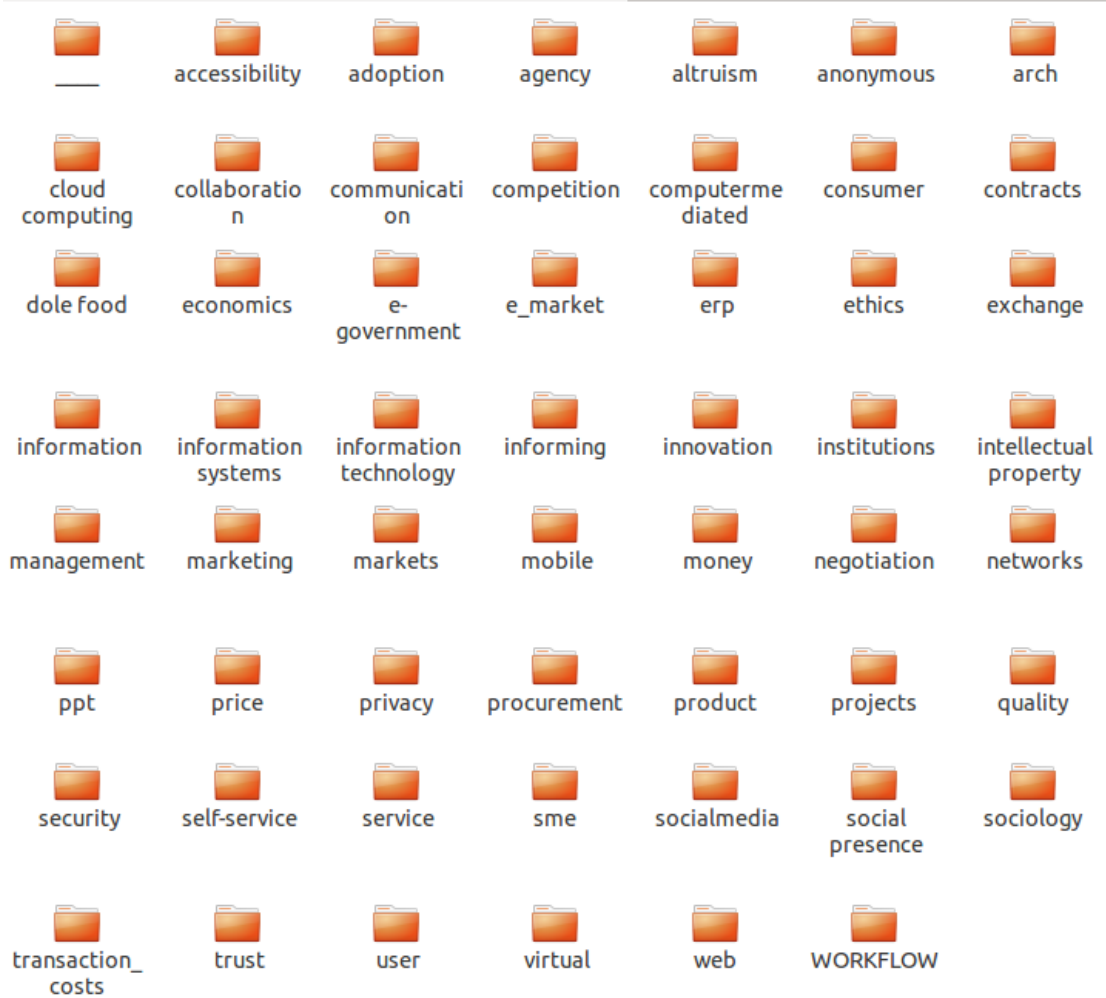 ____ accessibility adoption agency altruism anonymous arch
cloud collaboratio communicati competition computerme consumer contracts
computing n on diated
dole food economics e- e_market erp ethics exchange
government
information information information informing innovation institutions intellectual
systems technology property
management marketing markets mobile money negotiation networks
ppt price privacy procurement product projects quality
security self-service service sme socialmedia social sociology
presence
transaction_ trust user virtual web WORKFLOW
costs